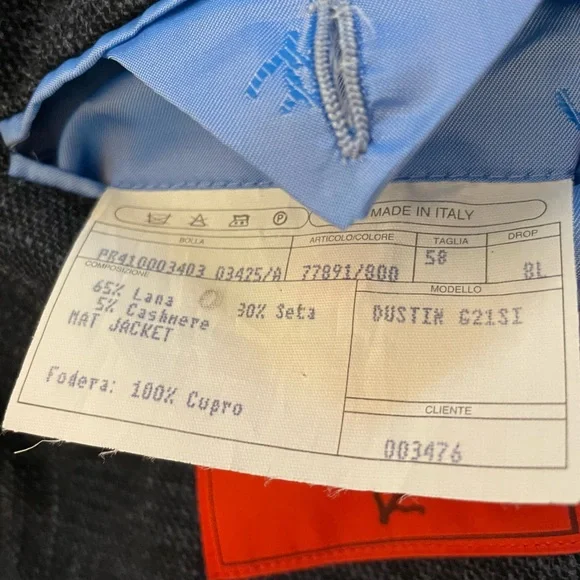 MADE IN ITALY
BOLLA ARTICOLO/COLORE TAGLIA DROP
PR410003403 03425/A 77891/800 58 8L
COMPOSIZIONE MODELLO
65% Lana 30% Seta DUSTIN G21SI
5% Cashmere
MAT JACKET
Fodera: 100% Cupro
CLIENTE
003476